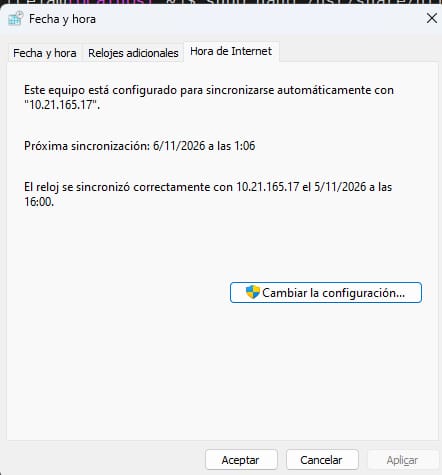 Fecha y hora
Fecha y hora Relojes adicionales Hora de Internet
Este equipo está configurado para sincronizarse automáticamente con
"10.21.165.17".
Próxima sincronización: 6/11/2026 a las 1:06
El reloj se sincronizó correctamente con 10.21.165.17 el 5/11/2026 a las
16:00.
Cambiar la configuración...
Aceptar Cancelar Aplicar